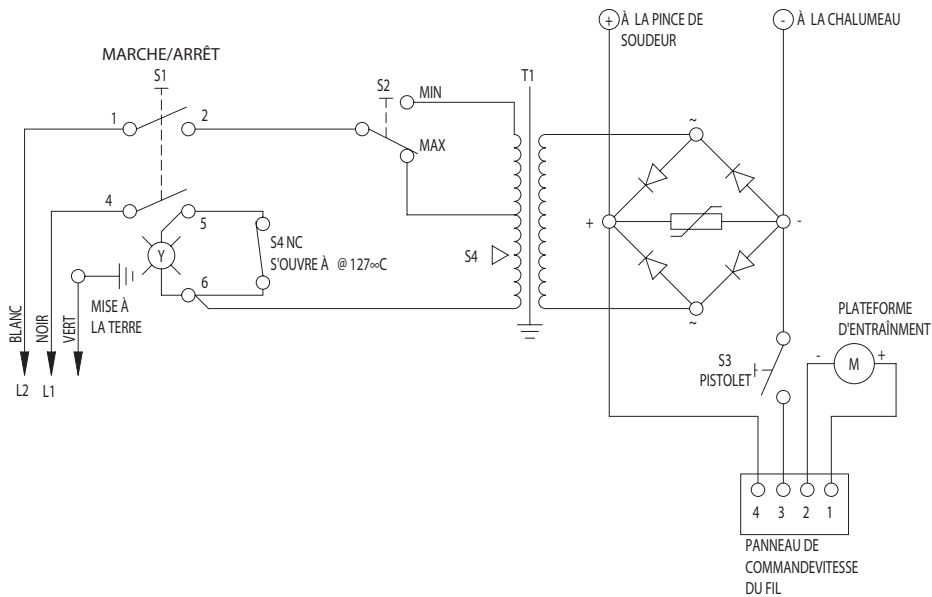 +
À LA PINCE DE
SOUDEUR
-
À LA CHALUMEAU
MARCHE/ARRÊT
S1
1
2
S2
MIN
MAX
T1
~
4
5
Y
6
S4 NC
S'OUVRE À @ 127∞C
S4
+
-
~
MISE À
LA TERRE
BLANC
NOIR
VERT
L2
L1
S3
PISTOLET
PLATEFORME
D'ENTRAÎNMENT
-
M
+
4
3
2
1
PANNEAU DE
COMMANDEVITESSE
DU FIL